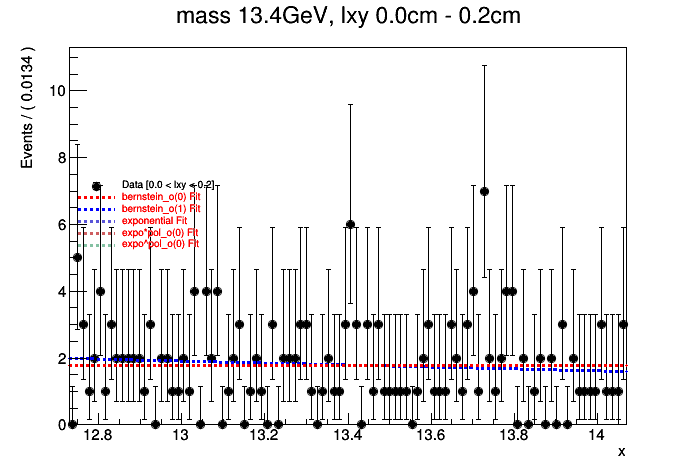 mass 13.4GeV, lxy 0.0cm - 0.2cm
Events / ( 0.0134 )
10
8
6
4
2
0
Data [0.0 < lxy < 0.2]
bernstein_o(0) Fit
bernstein_o(1) Fit
exponential Fit
expo*pol_o(0) Fit
expo^pol_o(0) Fit
12.8 13 13.2 13.4 13.6 13.8 14
x